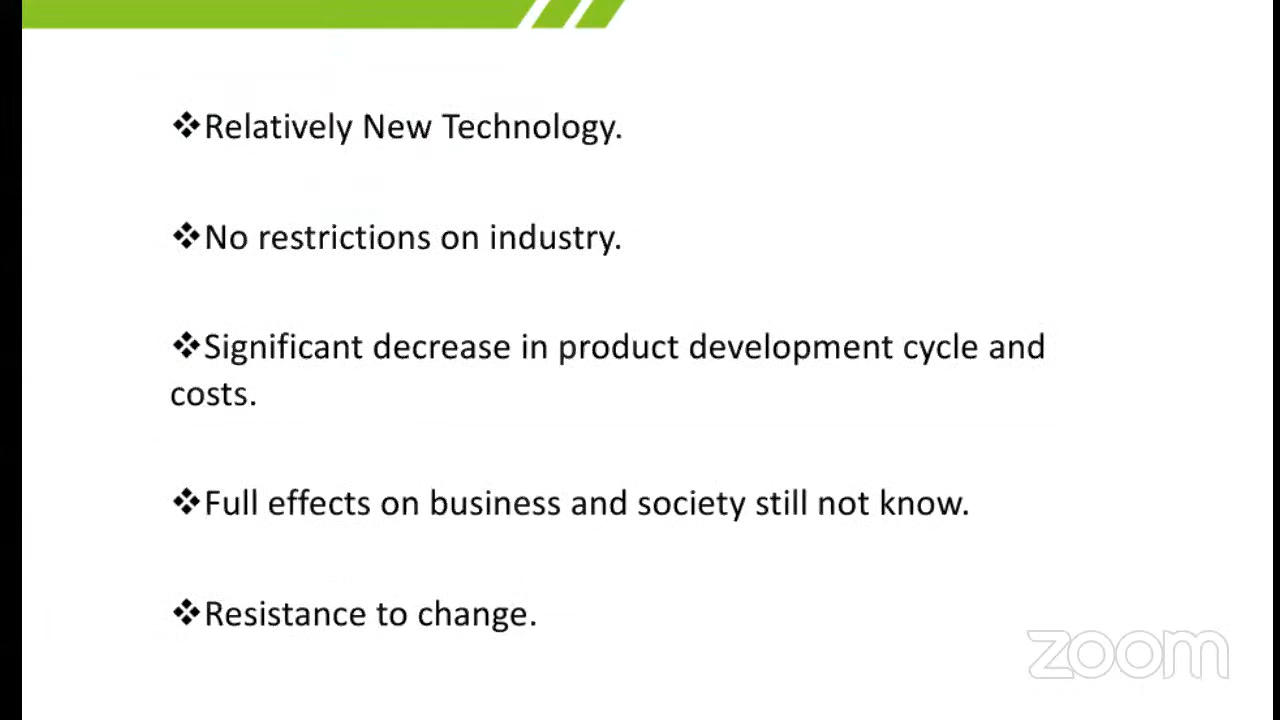 ❖Relatively New Technology.
❖No restrictions on industry.
❖Significant decrease in product development cycle and
costs.
❖Full effects on business and society still not know.
❖Resistance to change.
zoom